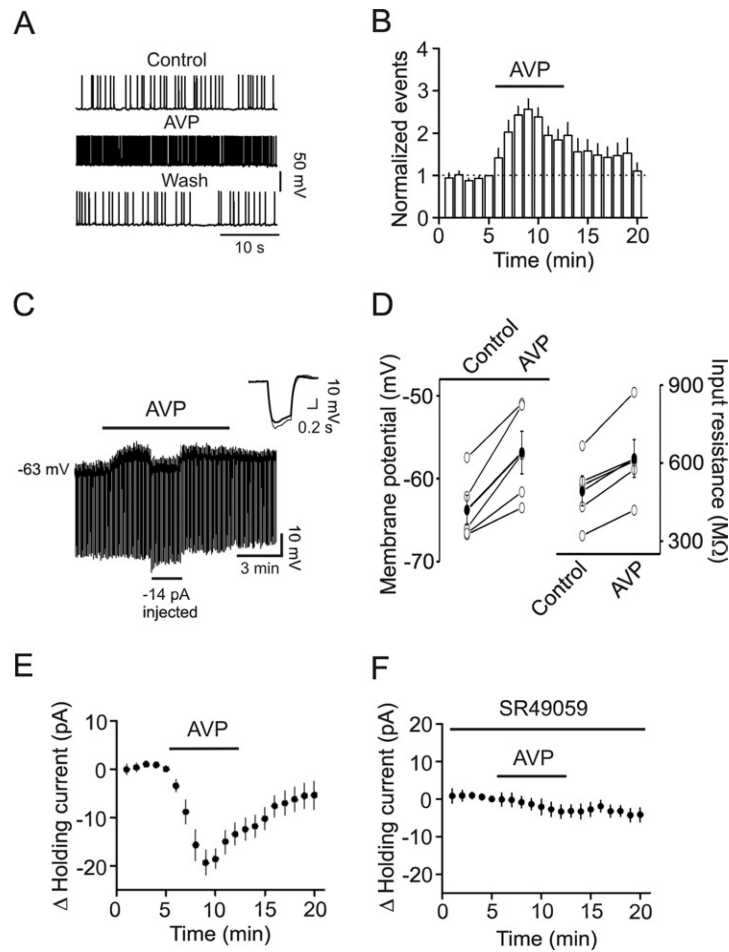 A
Control
AVP
Wash
50 mV
10 s
B
Normalized events
4
3
2
1
0
AVP
0 5 10 15 20
Time (min)
C
AVP
10 mV
0.2 s
-63 mV
10 mV
3 min
-14 pA
injected
D
Membrane potential (mV)
-50
-60
-70
Control
AVP
Control
AVP
900
600
300
Input resistance (MΩ)
E
Δ Holding current (pA)
10
0
-10
-20
AVP
0 5 10 15 20
Time (min)
F
Δ Holding current (pA)
20
10
0
-10
-20
SR49059
AVP
0 5 10 15 20
Time (min)